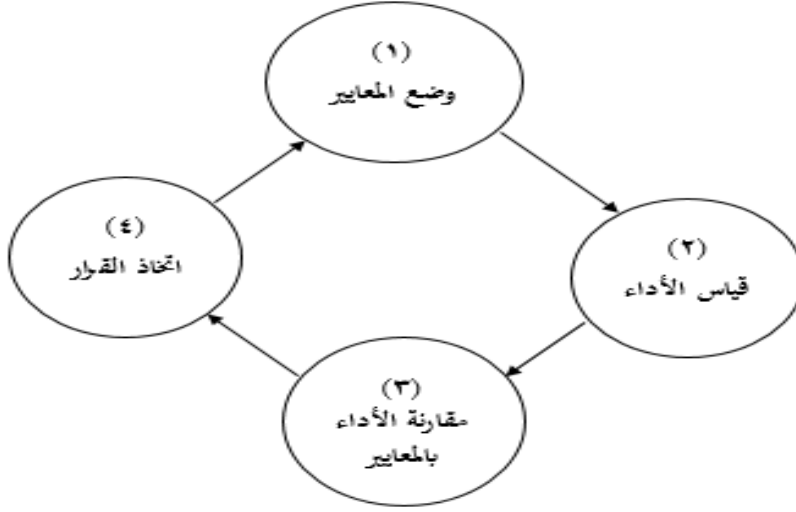 (١)
وضع المعايير
(٢)
قياس الأداء
(٣)
مقارنة الأداء
بالمعايير
(٤)
اتخاذ القرار